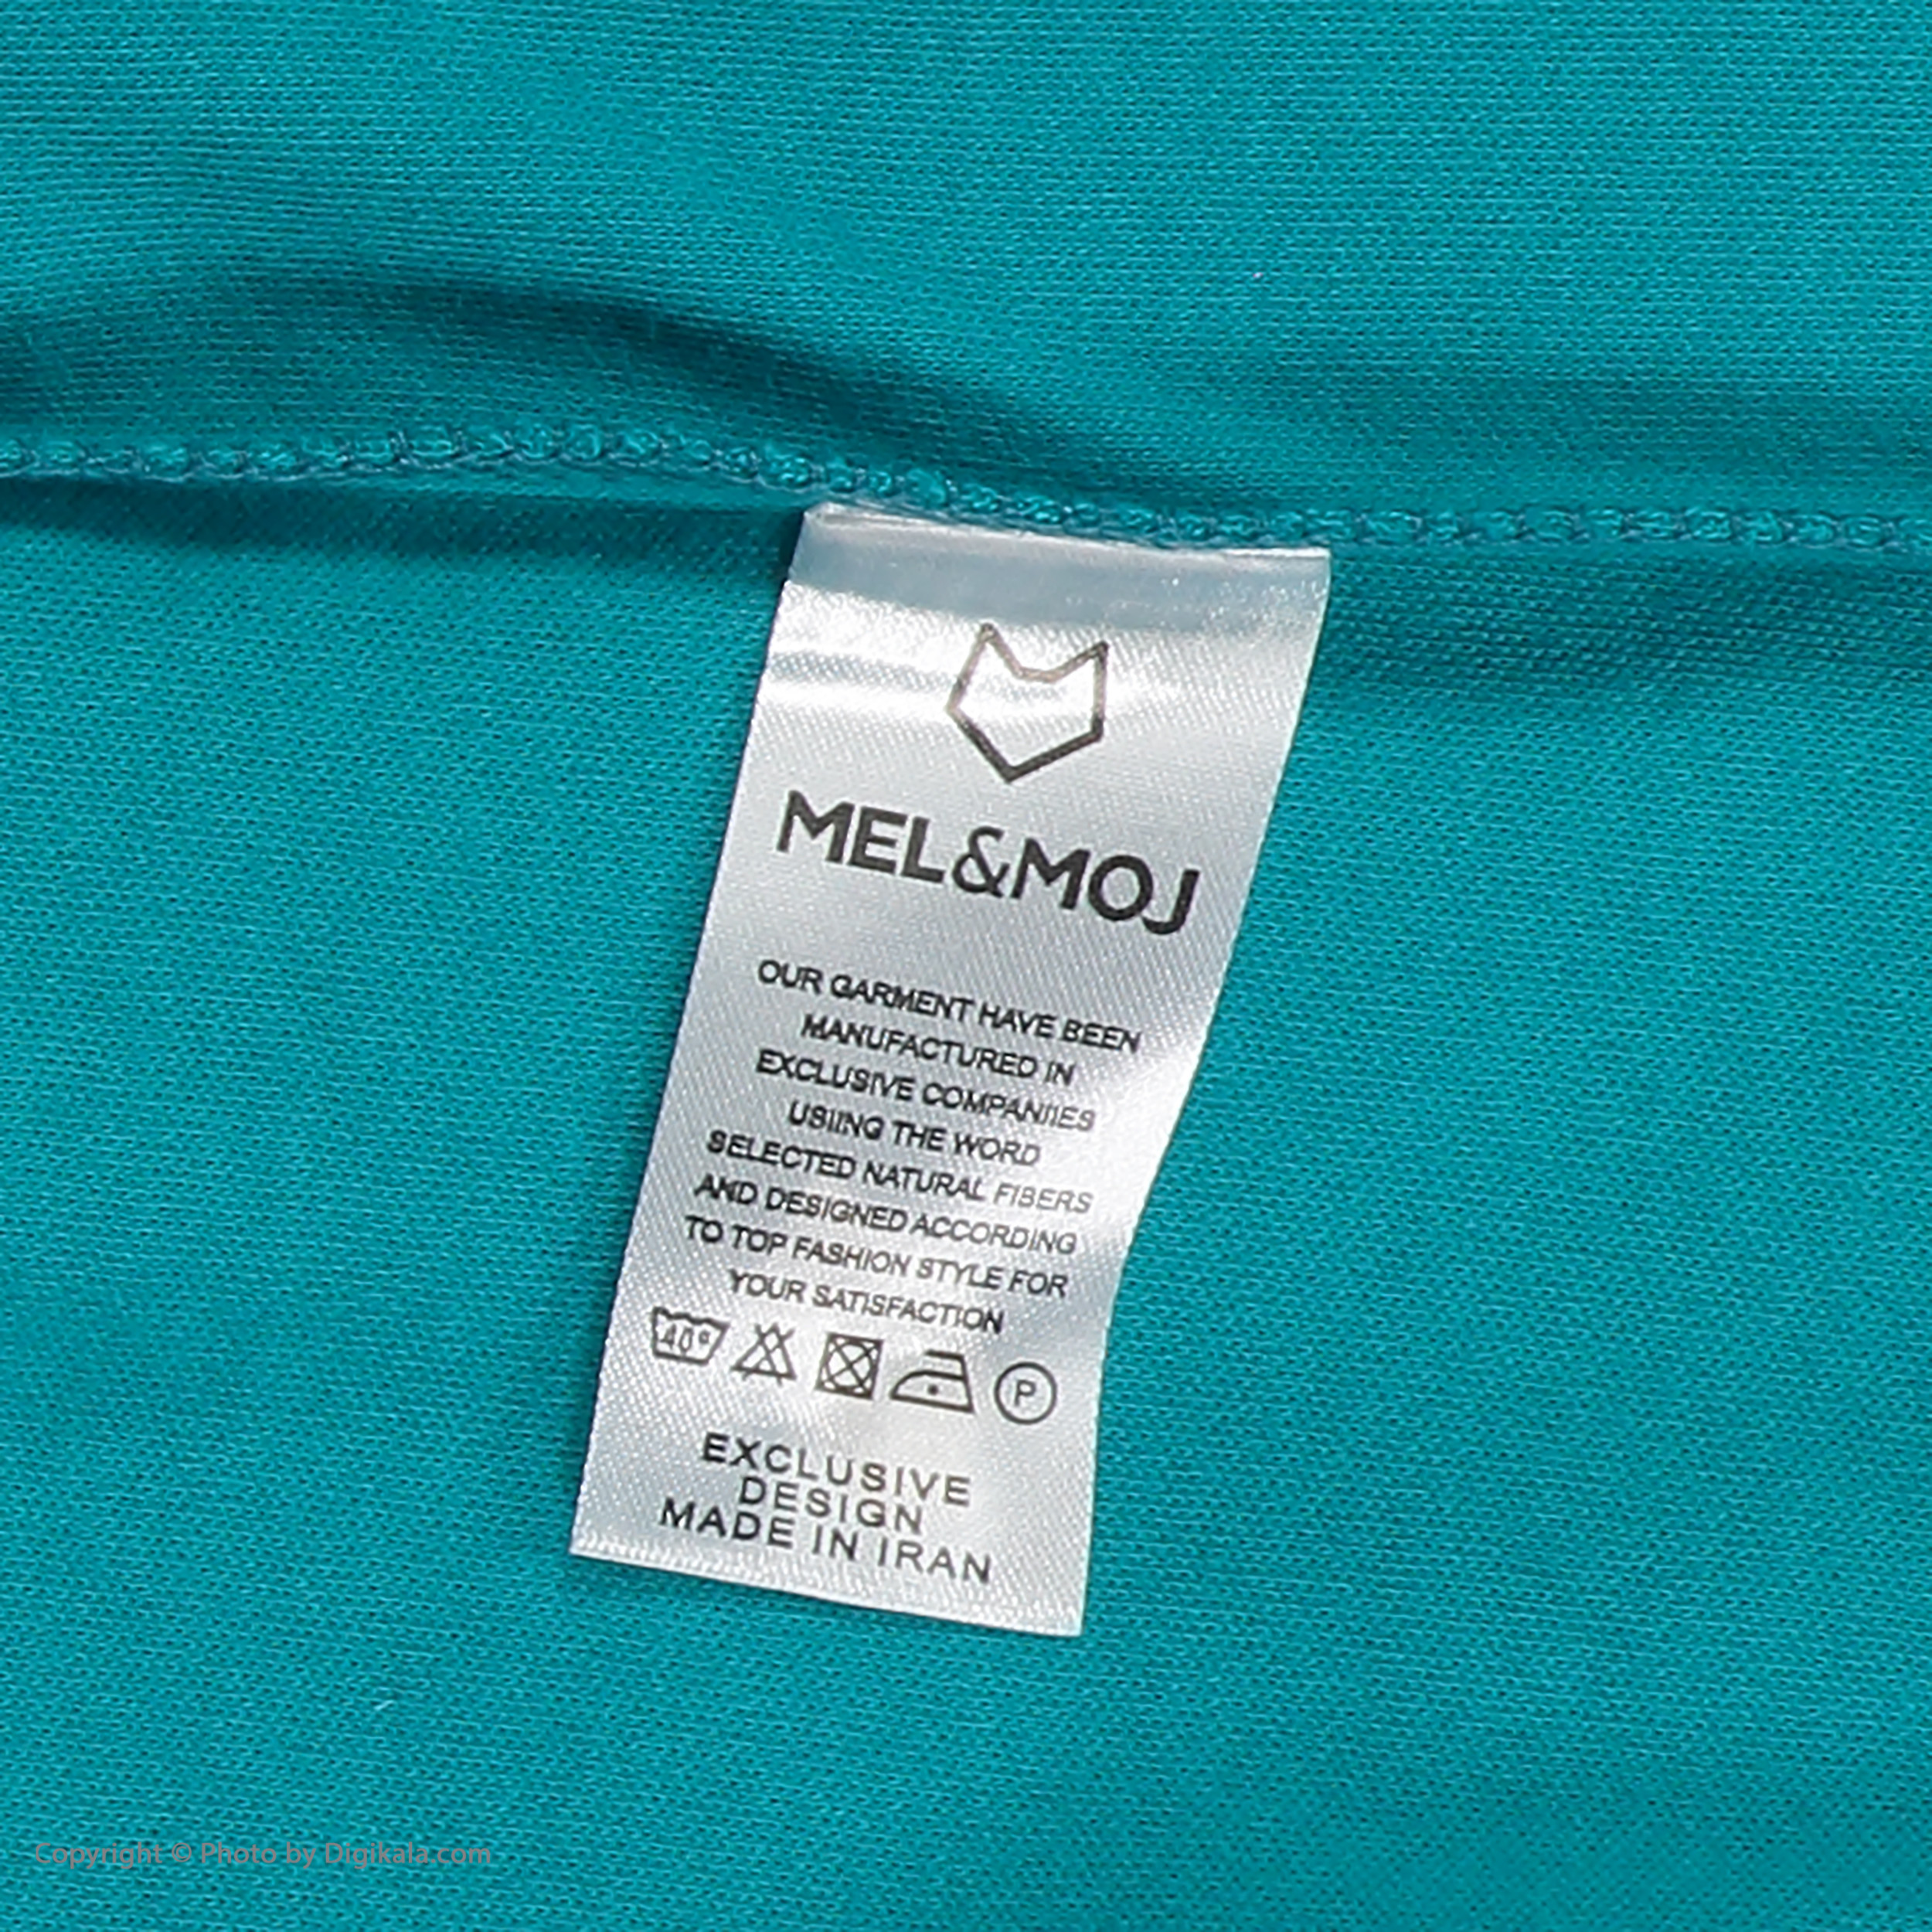 MEL&MOJ
OUR GARMENT HAVE BEEN
MANUFACTURED IN
EXCLUSIVE COMPANIIES
USIING THE WORD
SELECTED NATURAL FIBERS
AND DESIGNED ACCORDING
TO TOP FASHION STYLE FOR
YOUR SATISFACTION
40° P
EXCLUSIVE
DESIGN
MADE IN IRAN
Copyright © Photo by Digikala.com